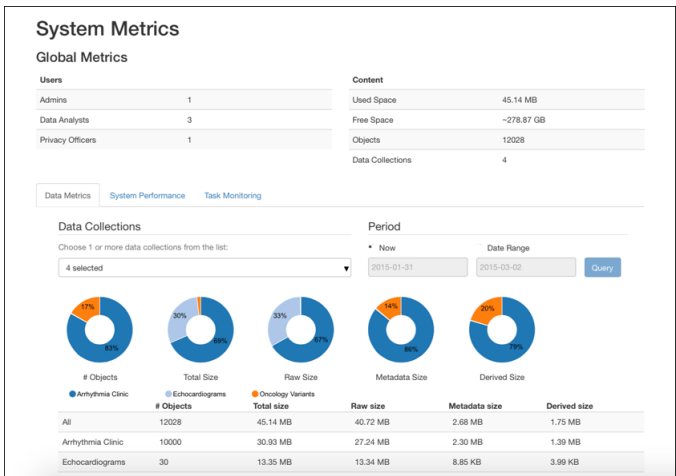 System Metrics
Global Metrics
Users
Content
Admins 1
Used Space 45.14 MB
Data Analysts 3
Free Space ~278.87 GB
Privacy Officers 1
Objects 12028
Data Collections 4
Data Metrics System Performance Task Monitoring
Data Collections
Period
Choose 1 or more data collections from the list:
Now Date Range
4 selected
2015-01-31 2015-03-02 Query
17% 83%
30% 69%
33% 67%
14% 86%
20% 79%
# Objects Total Size Raw Size Metadata Size Derived Size
Arrhythmia Clinic Echocardiograms Oncology Variants
# Objects Total size Raw size Metadata size Derived size
All 12028 45.14 MB 40.72 MB 2.68 MB 1.75 MB
Arrhythmia Clinic 10000 30.93 MB 27.24 MB 2.30 MB 1.39 MB
Echocardiograms 30 13.35 MB 13.34 MB 8.85 KB 3.99 KB